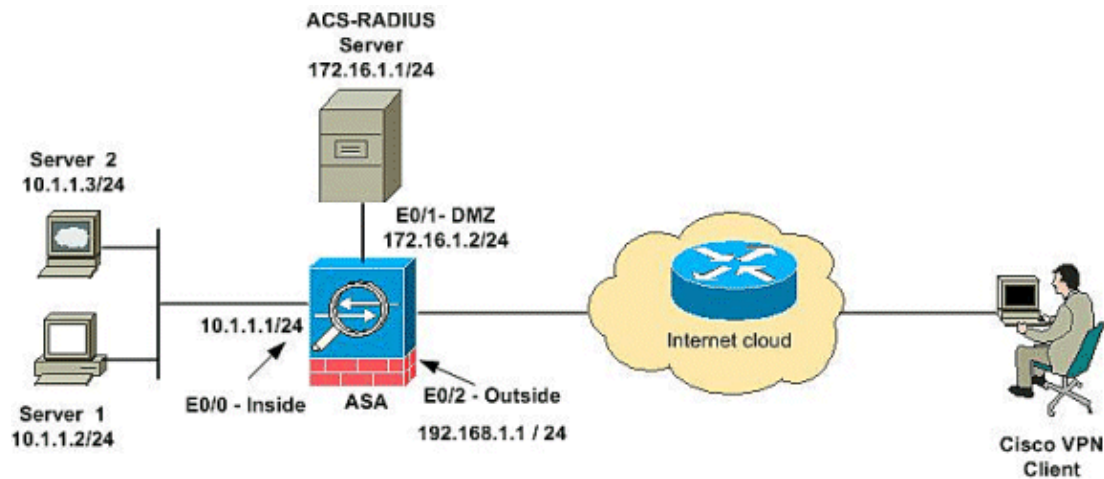 ACS-RADIUS
Server
172.16.1.1/24
Server 2
10.1.1.3/24
E0/1- DMZ
172.16.1.2/24
10.1.1.1/24
Internet cloud
E0/0 - Inside
ASA
E0/2 - Outside
192.168.1.1 / 24
Server 1
10.1.1.2/24
Cisco VPN
Client